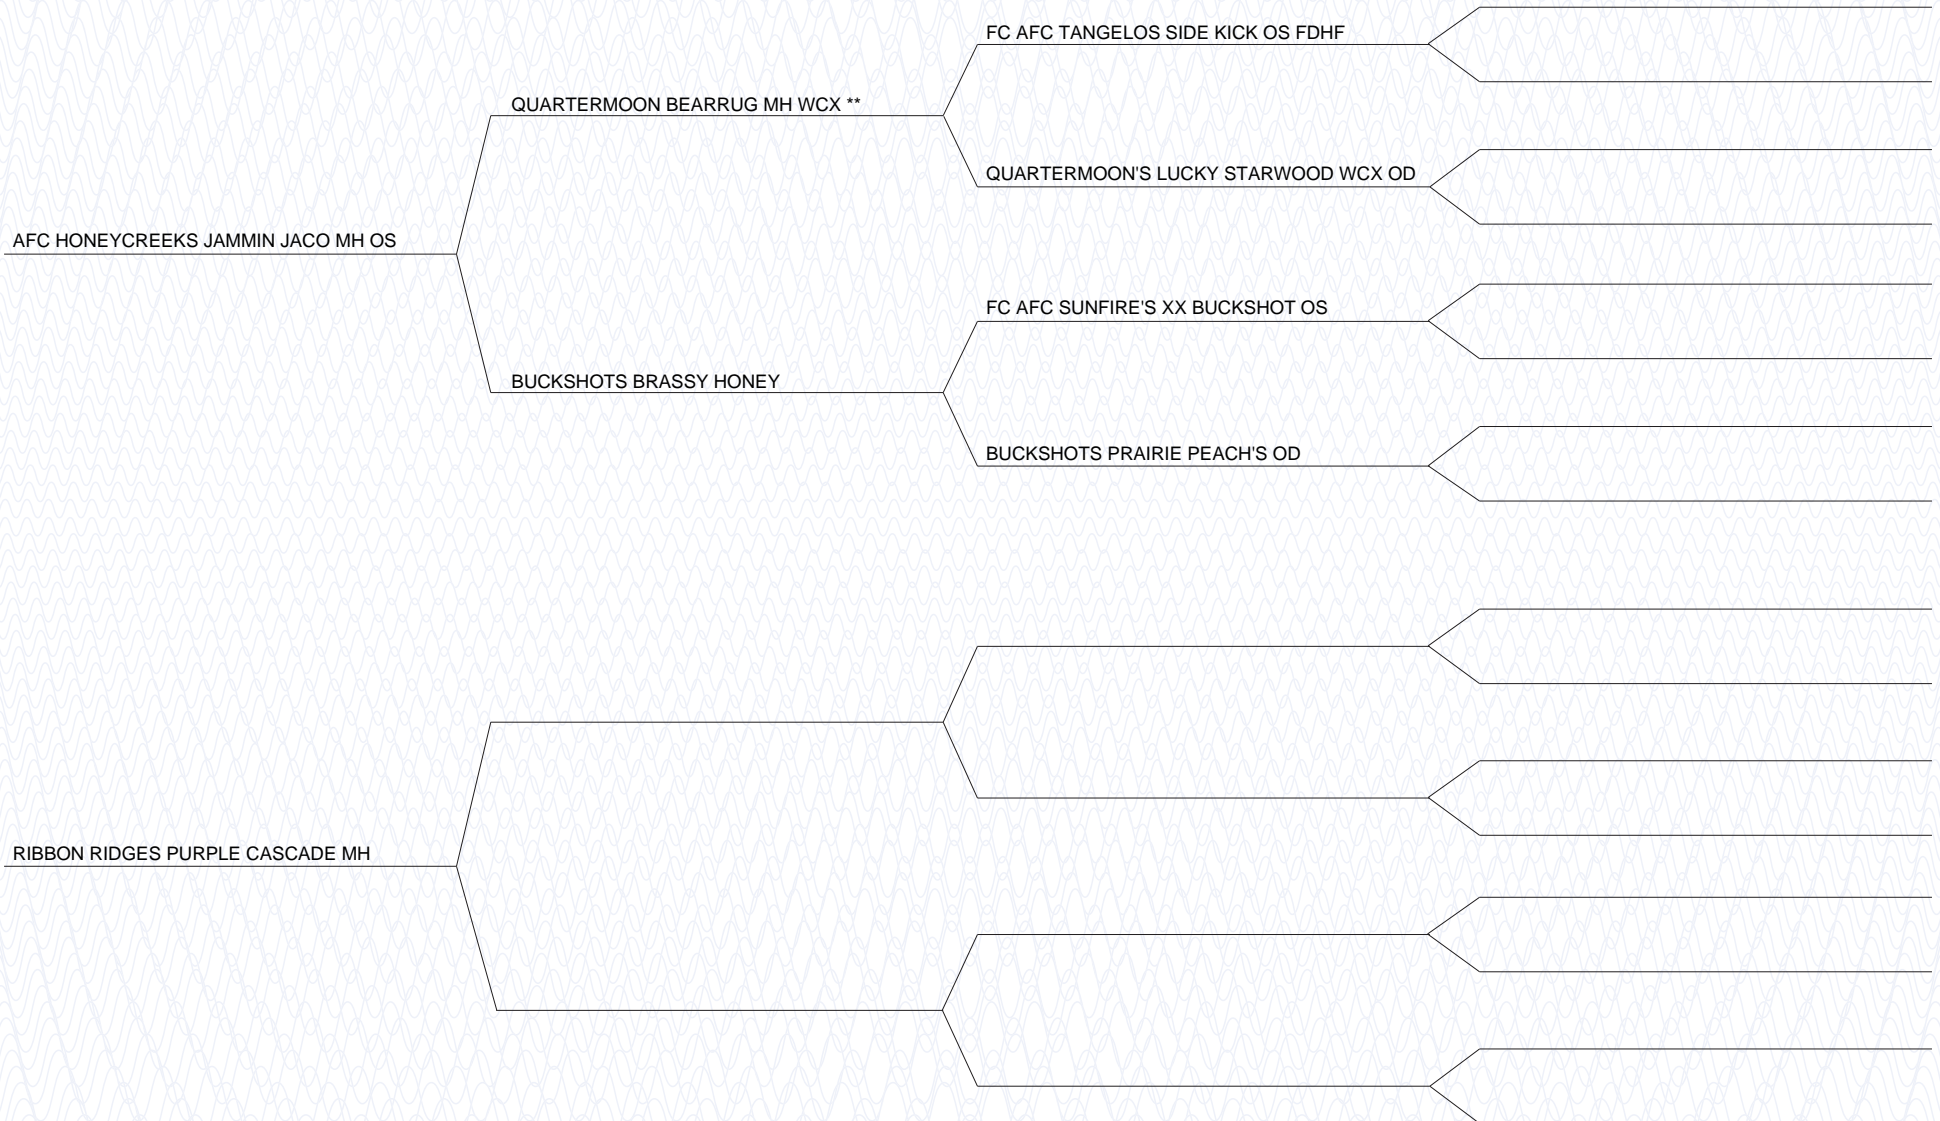 FC AFC TANGELOS SIDE KICK OS FDHF
QUARTERMOON BEARRUG MH WCX **
QUARTERMOON'S LUCKY STARWOOD WCX OD
AFC HONEYCREEKS JAMMIN JACO MH OS
FC AFC SUNFIRE'S XX BUCKSHOT OS
BUCKSHOTS BRASSY HONEY
BUCKSHOTS PRAIRIE PEACH'S OD
RIBBON RIDGES PURPLE CASCADE MH